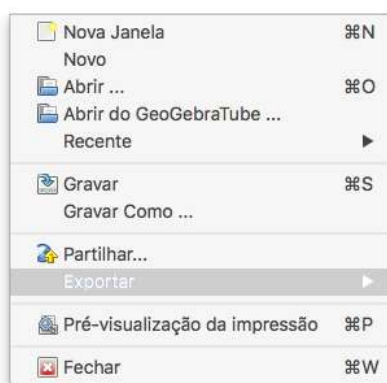 Nova Janela ⌘N
Novo
Abrir ... ⌘O
Abrir do GeoGebraTube ...
Recente ▶
Gravar ⌘S
Gravar Como ...
Partilhar...
Exportar ▶
Pré-visualização da impressão ⌘P
Fechar ⌘W